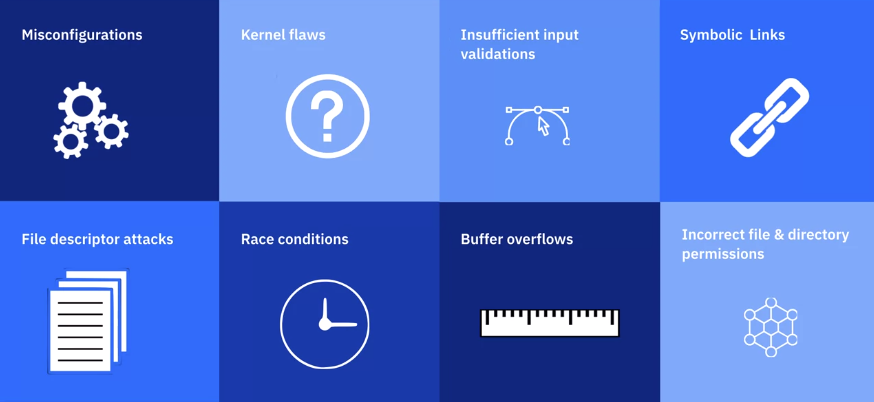 Misconfigurations
Kernel flaws
Insufficient input
validations
Symbolic Links
File descriptor attacks
Race conditions
Buffer overflows
Incorrect file & directory
permissions
?